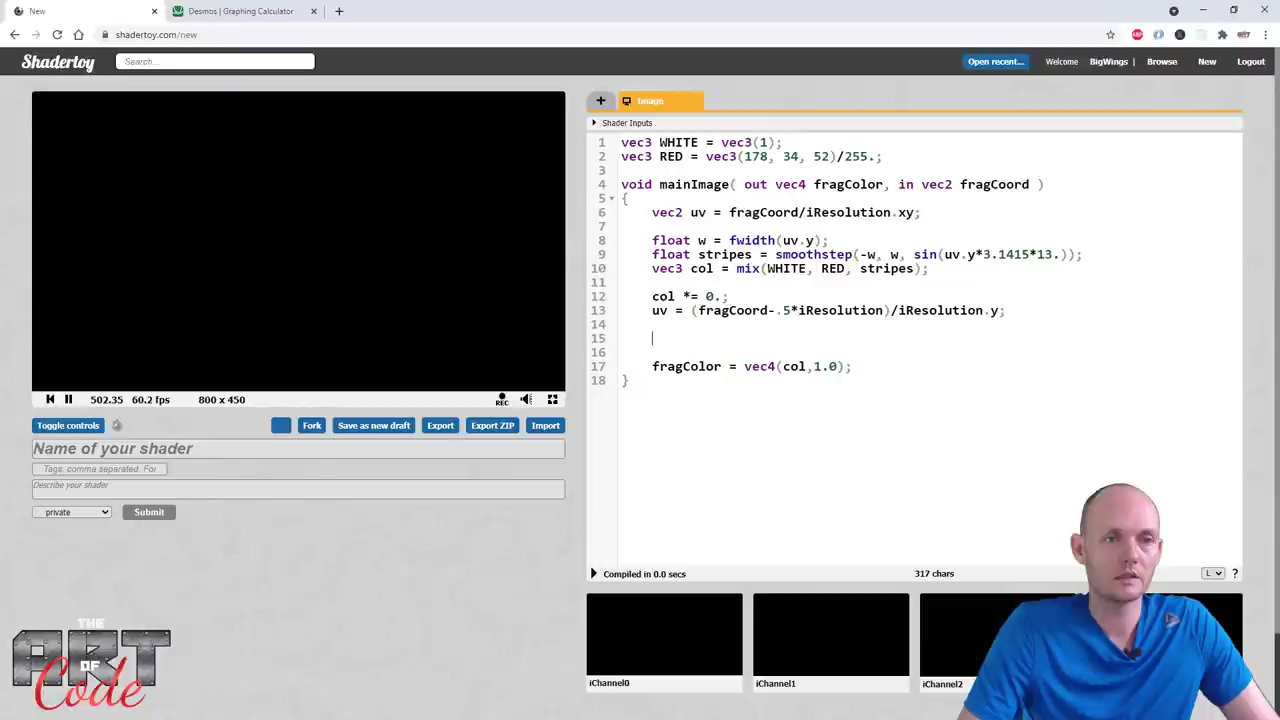 New
Desmos | Graphing Calculator
shadertoy.com/new
Shadertoy
Search...
Open recent...
Welcome
BigWings |
Browse
New
Logout
Image
Shader Inputs
1 vec3 WHITE = vec3(1);
2 vec3 RED = vec3(178, 34, 52)/255.;
3
4 void mainImage( out vec4 fragColor, in vec2 fragCoord )
5 {
6 vec2 uv = fragCoord/iResolution.xy;
7
8 float w = fwidth(uv.y);
9 float stripes = smoothstep(-w, w, sin(uv.y*3.1415*13.));
10 vec3 col = mix(WHITE, RED, stripes);
11
12 col *= 0.;
13 uv = (fragCoord-.5*iResolution)/iResolution.y;
14
15
16
17 fragColor = vec4(col,1.0);
18 }
502.35 60.2 fps 800 x 450
REC
Toggle controls
Fork
Save as new draft
Export
Export ZIP
Import
Name of your shader
Tags, comma separated. For
Describe your shader
private
Submit
Compiled in 0.0 secs
317 chars
L
?
iChannel0
iChannel1
iChannel2
THE
ART
OF
Code